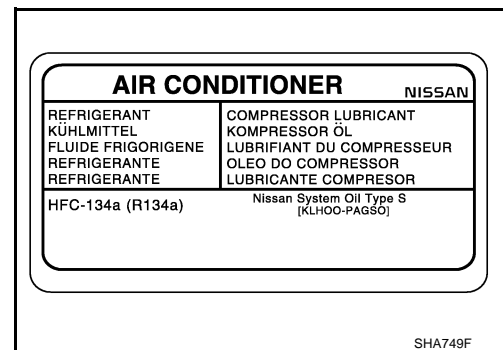 AIR CONDITIONER NISSAN
REFRIGERANT COMPRESSOR LUBRICANT
KÜHLMITTEL KOMPRESSOR ÖL
FLUIDE FRIGORIGENE LUBRIFIANT DU COMPRESSEUR
REFRIGERANTE OLEO DO COMPRESSOR
REFRIGERANTE LUBRICANTE COMPRESOR
HFC-134a (R134a) Nissan System Oil Type S
[KLHOO-PAGSO]
SHA749F